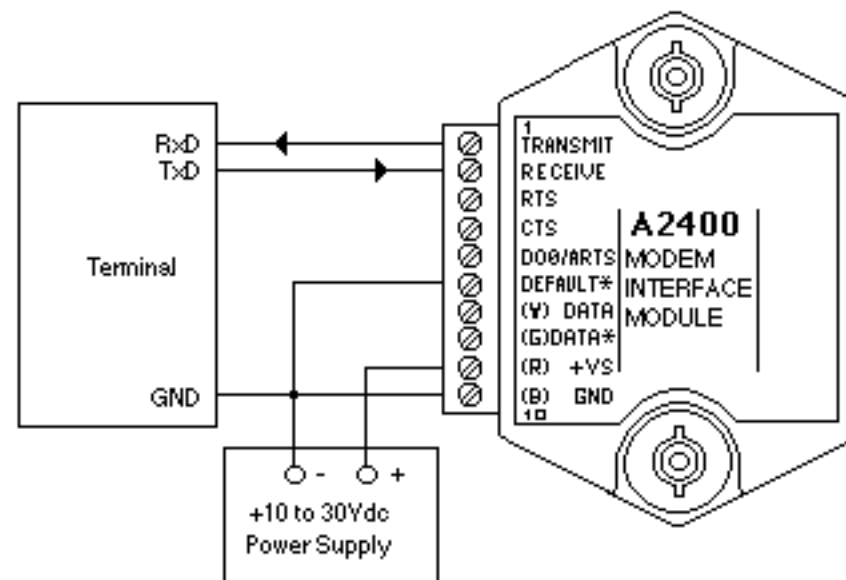 RxD
TxD
Terminal
GND
- +
+10 to 30Vdc
Power Supply
1
TRANSMIT
RECEIVE
RTS
CTS
DO0/ARTS
DEFAULT*
(Y) DATA
(G)DATA*
(R) +VS
(B) GND
10
A2400
MODEM
INTERFACE
MODULE